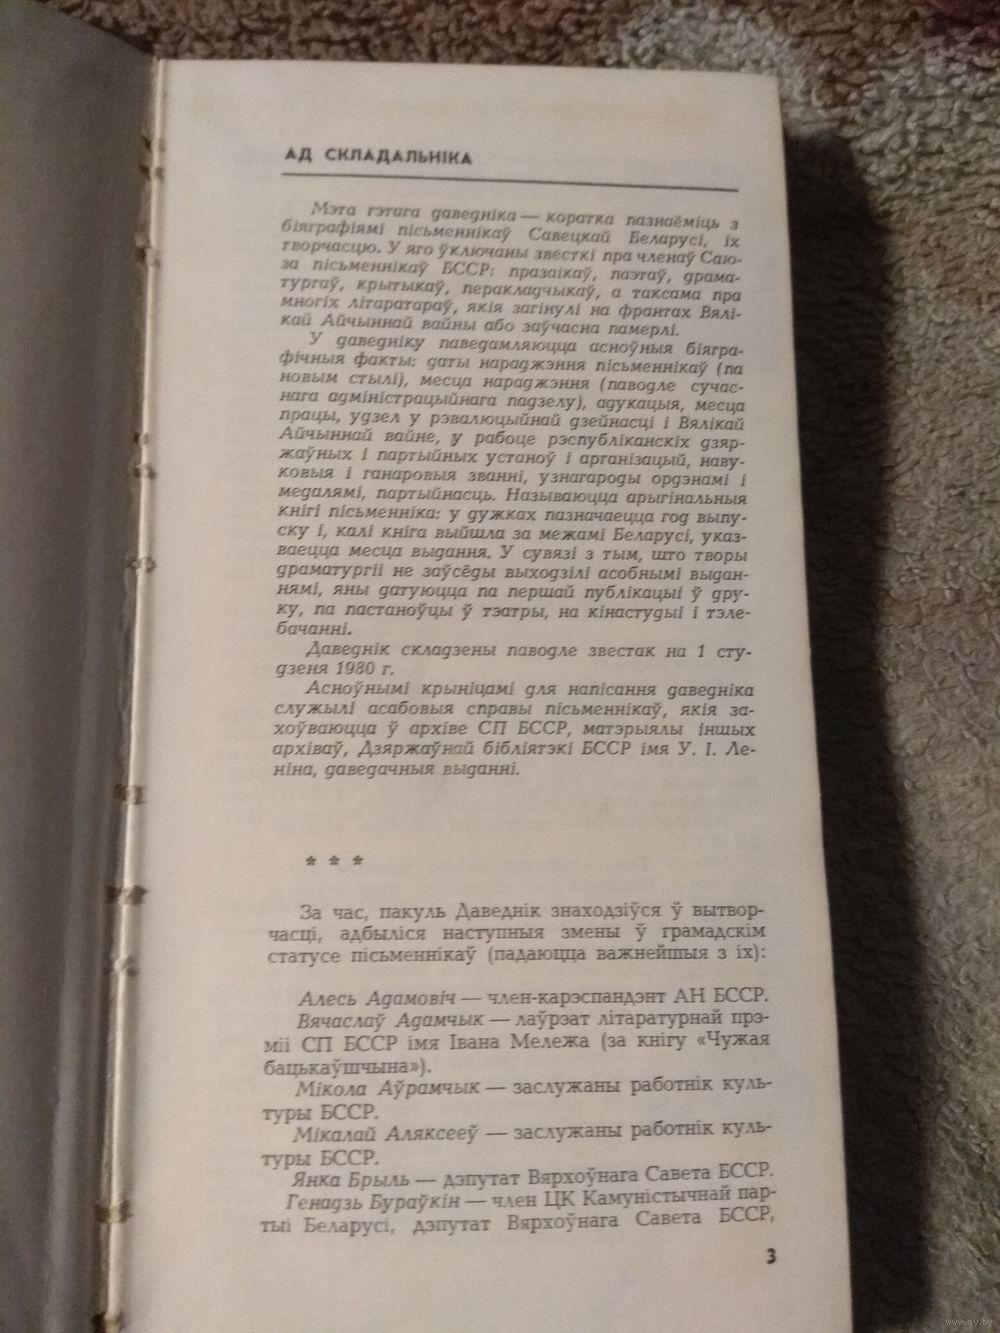 АД СКЛАДАЛЬНІКА
Мэта гэтага даведніка — коратка пазнаёміць з
біяграфіямі пісьменнікаў Савецкай Беларусі, іх
творчасцю. У яго ўключаны звесткі пра членаў Саю-
за пісьменнікаў БССР: празаікаў, паэтаў, драма-
тургаў, крытыкаў, перакладчыкаў, а таксама пра
многіх літаратараў, якія загінулі на франтах Вялі-
кай Айчыннай вайны або заўчасна памерлі.
У даведніку паведамляюцца асноўныя біягра-
фічныя факты: даты нараджэння пісьменнікаў (па
новым стылі), месца нараджэння (паводле сучас-
нага адміністрацыйнага падзелу), адукацыя, месца
працы, удзел у рэвалюцыйнай дзейнасці і Вялікай
Айчыннай вайне, у рабоце рэспубліканскіх дзяр-
жаўных і партыйных устаноў і арганізацый, наву-
ковыя і ганаровыя званні, узнагароды ордэнамі і
медалямі, партыйнасць. Называюцца арыгінальныя
кнігі пісьменніка: у дужках пазначаецца год выпу-
ску і, калі кніга выйшла за межамі Беларусі, указ-
ваецца месца выдання. У сувязі з тым, што творы
драматургіі не заўсёды выходзілі асобнымі выдан-
нямі, яны датуюцца па першай публікацыі ў дру-
ку, па пастаноўцы ў тэатры, на кінастудыі і тэле-
бачанні.
Даведнік складзены паводле звестак на 1 сту-
дзеня 1980 г.
Асноўнымі крыніцамі для напісання даведніка
служылі асабовыя справы пісьменнікаў, якія за-
хоўваюцца ў архіве СП БССР, матэрыялы іншых
архіваў, Дзяржаўнай бібліятэкі БССР імя У. І. Ле-
ніна, даведачныя выданні.
* * *
За час, пакуль Даведнік знаходзіўся ў вытвор-
часці, адбыліся наступныя змены ў грамадскім
статусе пісьменнікаў (падаюцца важнейшыя з іх):
Алесь Адамовіч — член-карэспандэнт АН БССР.
Вячаслаў Адамчык — лаўрэат літаратурнай прэ-
міі СП БССР імя Івана Мележа (за кнігу «Чужая
бацькаўшчына»).
Мікола Аўрамчык — заслужаны работнік куль-
туры БССР.
Мікалай Аляксееў — заслужаны работнік куль-
туры БССР.
Янка Брыль — дэпутат Вярхоўнага Савета БССР.
Генадзь Бураўкін — член ЦК Камуністычнай пар-
тыі Беларусі, дэпутат Вярхоўнага Савета БССР,
3
www.ay.by